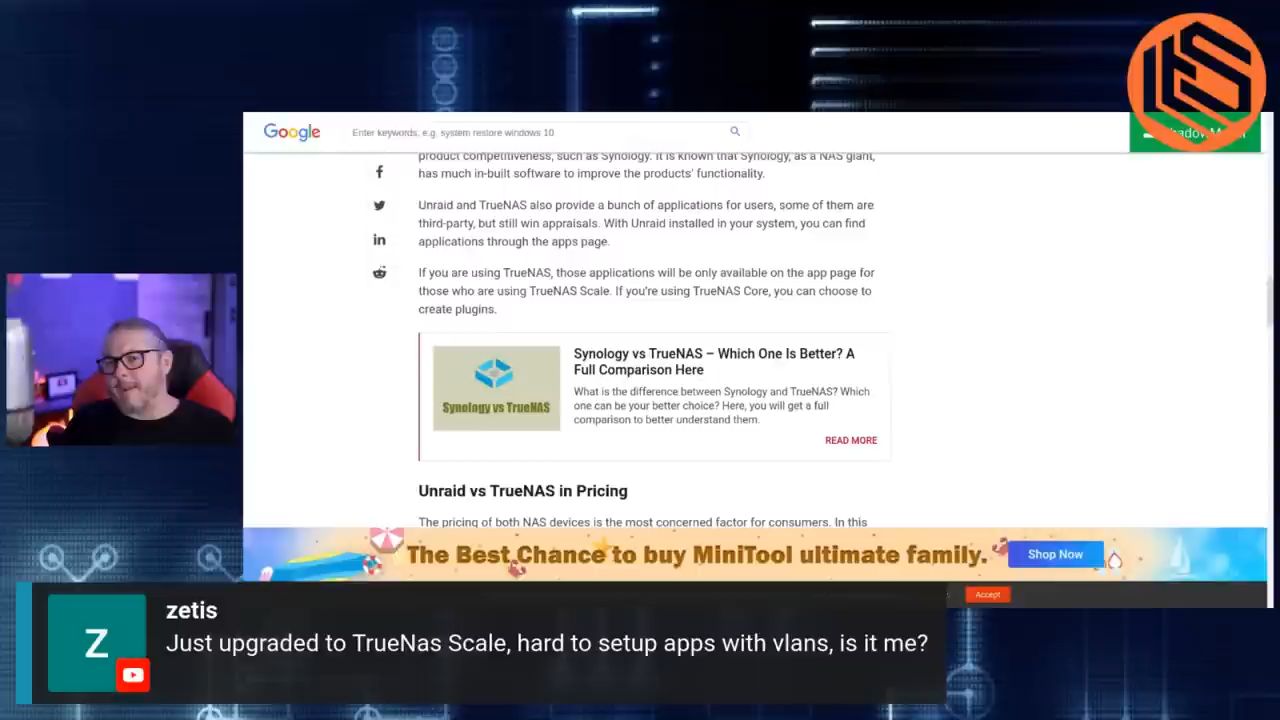 Google
Enter keywords, e.g. system restore windows 10
product competitiveness, such as Synology. It is known that Synology, as a NAS giant,
has much in-built software to improve the products' functionality.
Unraid and TrueNAS also provide a bunch of applications for users, some of them are
third-party, but still win appraisals. With Unraid installed in your system, you can find
applications through the apps page.
If you are using TrueNAS, those applications will be only available on the app page for
those who are using TrueNAS Scale. If you're using TrueNAS Core, you can choose to
create plugins.
Synology vs TrueNAS
Synology vs TrueNAS – Which One Is Better? A
Full Comparison Here
What is the difference between Synology and TrueNAS? Which
one can be your better choice? Here, you will get a full
comparison to better understand them.
READ MORE
Unraid vs TrueNAS in Pricing
The pricing of both NAS devices is the most concerned factor for consumers. In this
The Best Chance to buy MiniTool ultimate family.
Shop Now
Accept
Z
zetis
Just upgraded to TrueNas Scale, hard to setup apps with vlans, is it me?